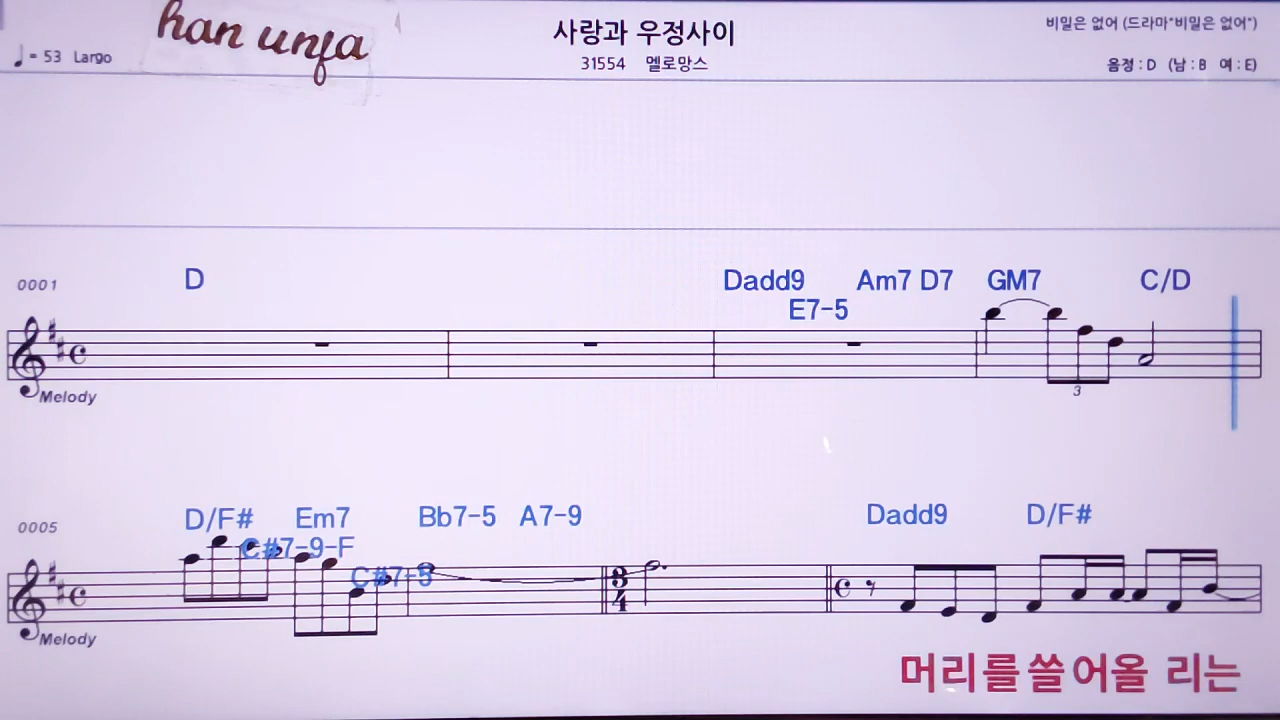 han unja
사랑과 우정사이
비밀은 없어 (드라마"비밀은 없어")
♩= 53 Largo
31554 멜로망스
음정 : D (남 : B 여 : E)
0001
D
Dadd9 Am7 D7 GM7 C/D
E7-5
3
Melody
0005
D/F# Em7 Bb7-5 A7-9 Dadd9 D/F#
C#7-9-F
C#7-5
3
4
Melody
머리를쓸어올 리는